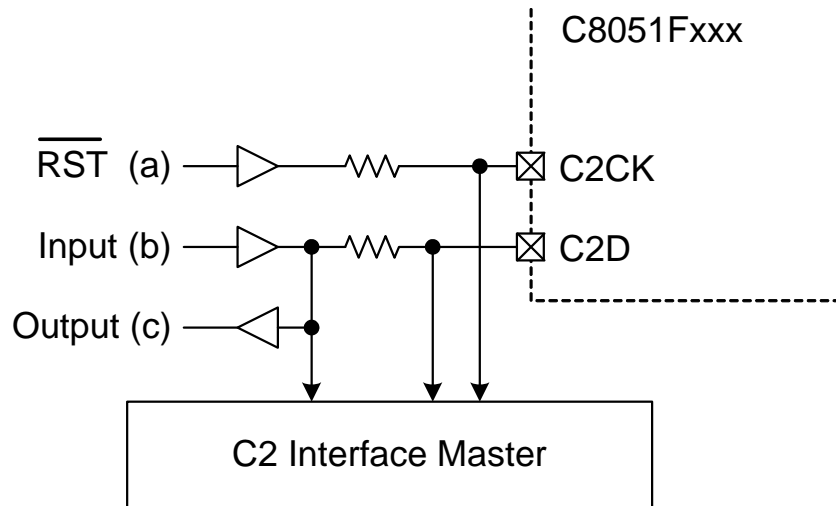 C8051Fxxx
RST (a)
C2CK
Input (b)
C2D
Output (c)
C2 Interface Master